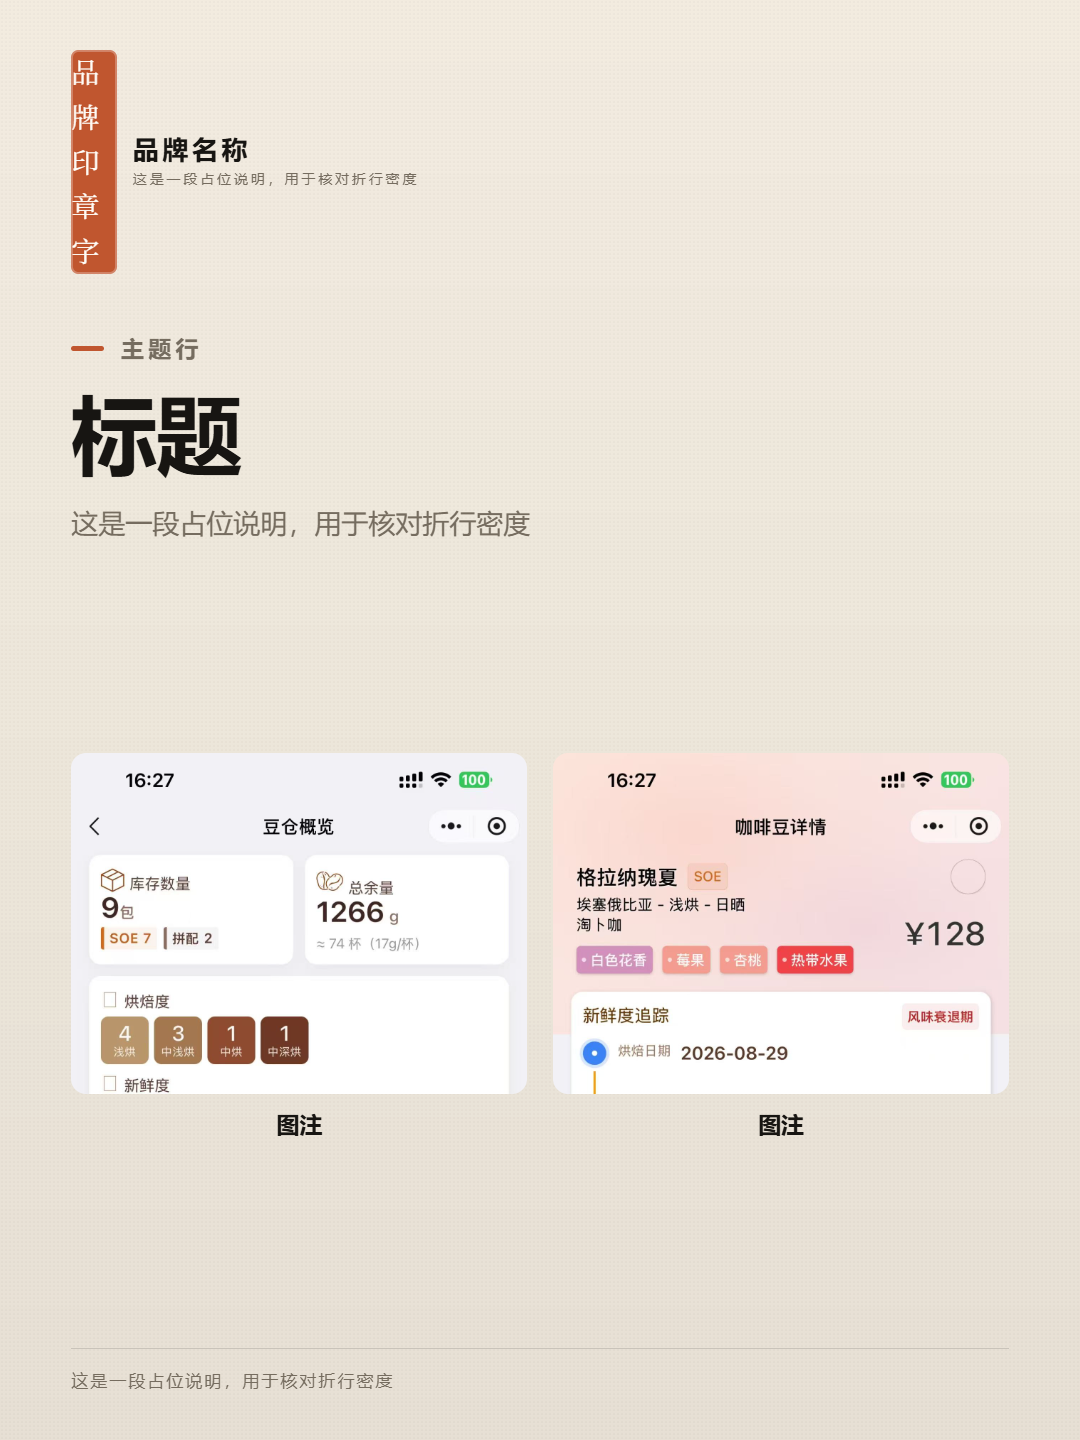 品牌印章字
品牌名称
这是一段占位说明，用于核对折行密度
主题行
标题
这是一段占位说明，用于核对折行密度
16:27
100
豆仓概览
库存数量
9包
SOE 7
拼配 2
总余量
1266 g
≈ 74 杯（17g/杯）
烘焙度
4
浅烘
3
中浅烘
1
中烘
1
中深烘
新鲜度
图注
16:27
100
咖啡豆详情
格拉纳瑰夏 SOE
埃塞俄比亚 - 浅烘 - 日晒
淘卜咖
¥128
白色花香
莓果
杏桃
热带水果
新鲜度追踪
风味衰退期
烘焙日期 2026-08-29
图注
这是一段占位说明，用于核对折行密度